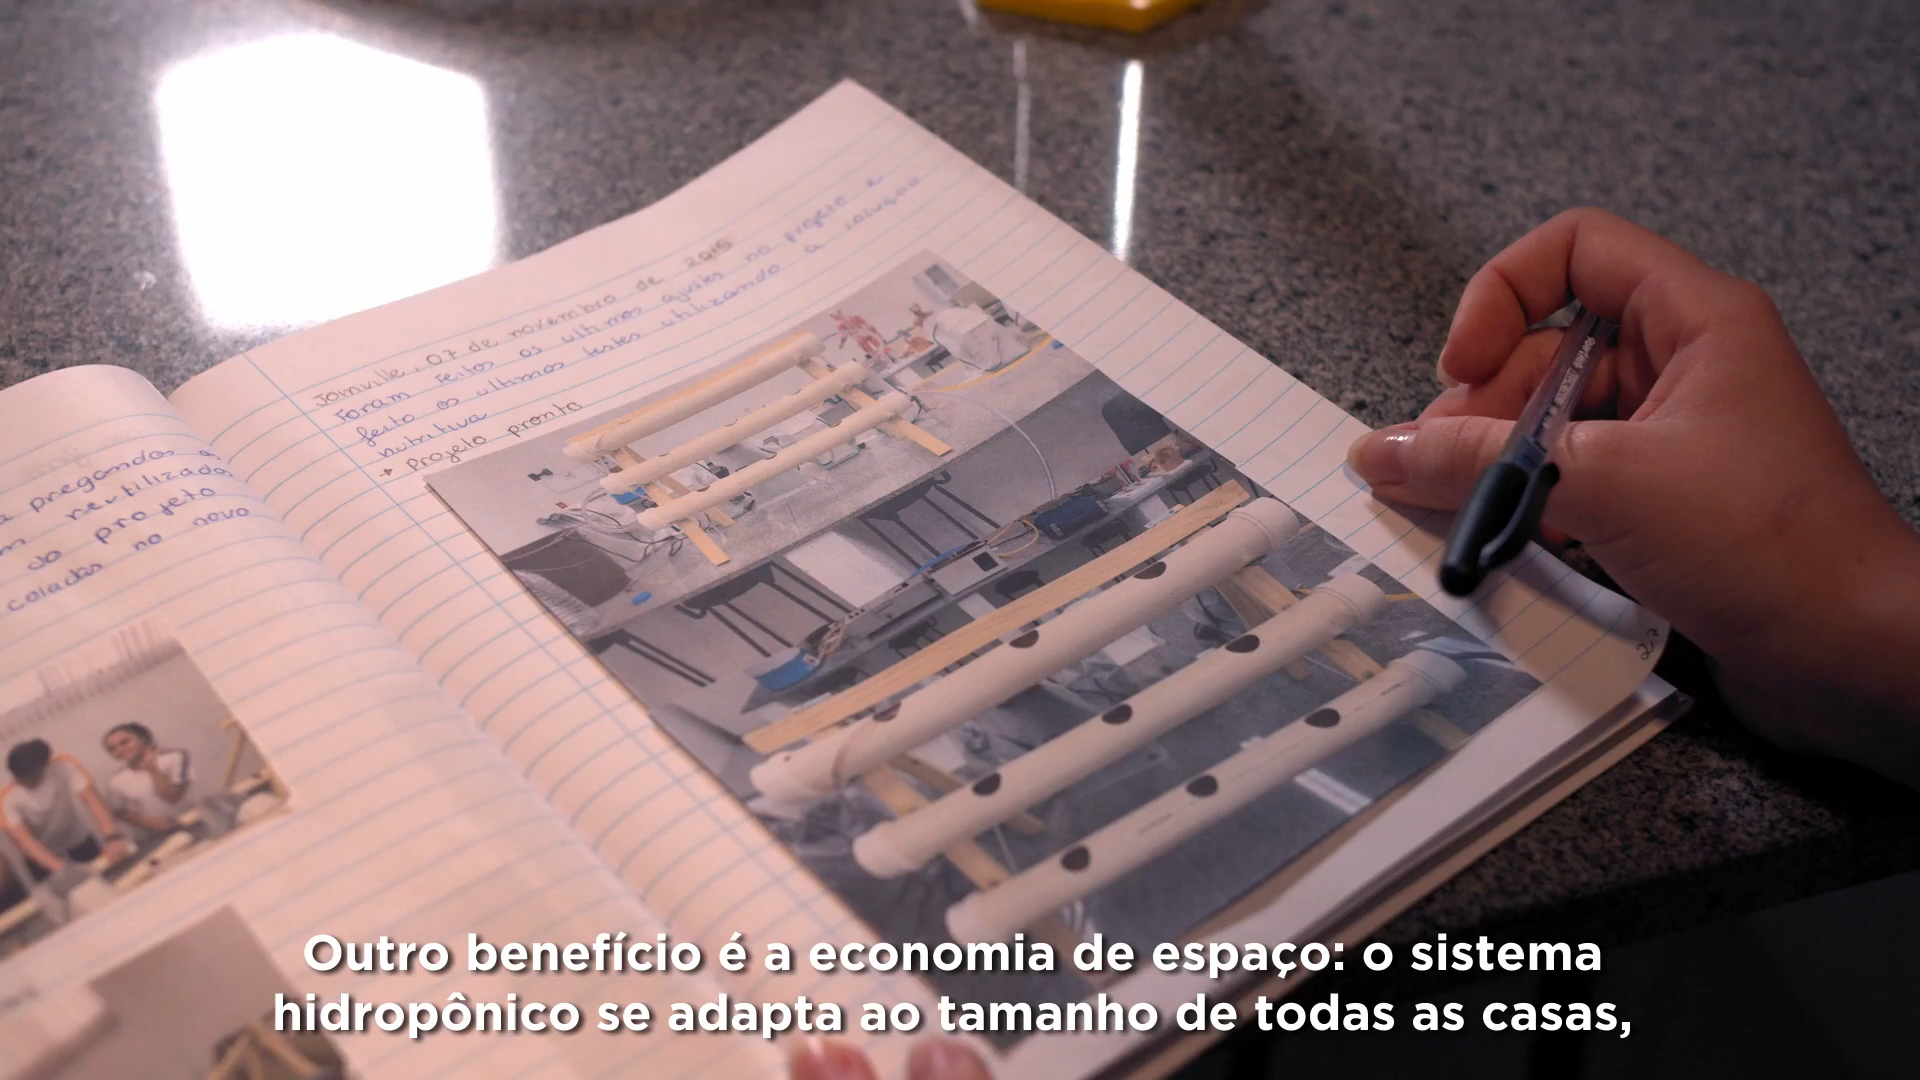 a pregandos a
m reutilizados
do projeto
colados no novo
Joinville, 07 de novembro de 2018
Foram feitos os ultimos ajustes no projeto e
feito os ultimos testes utilizando a solução
nutritiva
→ Projeto pronto
27
Outro benefício é a economia de espaço: o sistema
hidropônico se adapta ao tamanho de todas as casas,